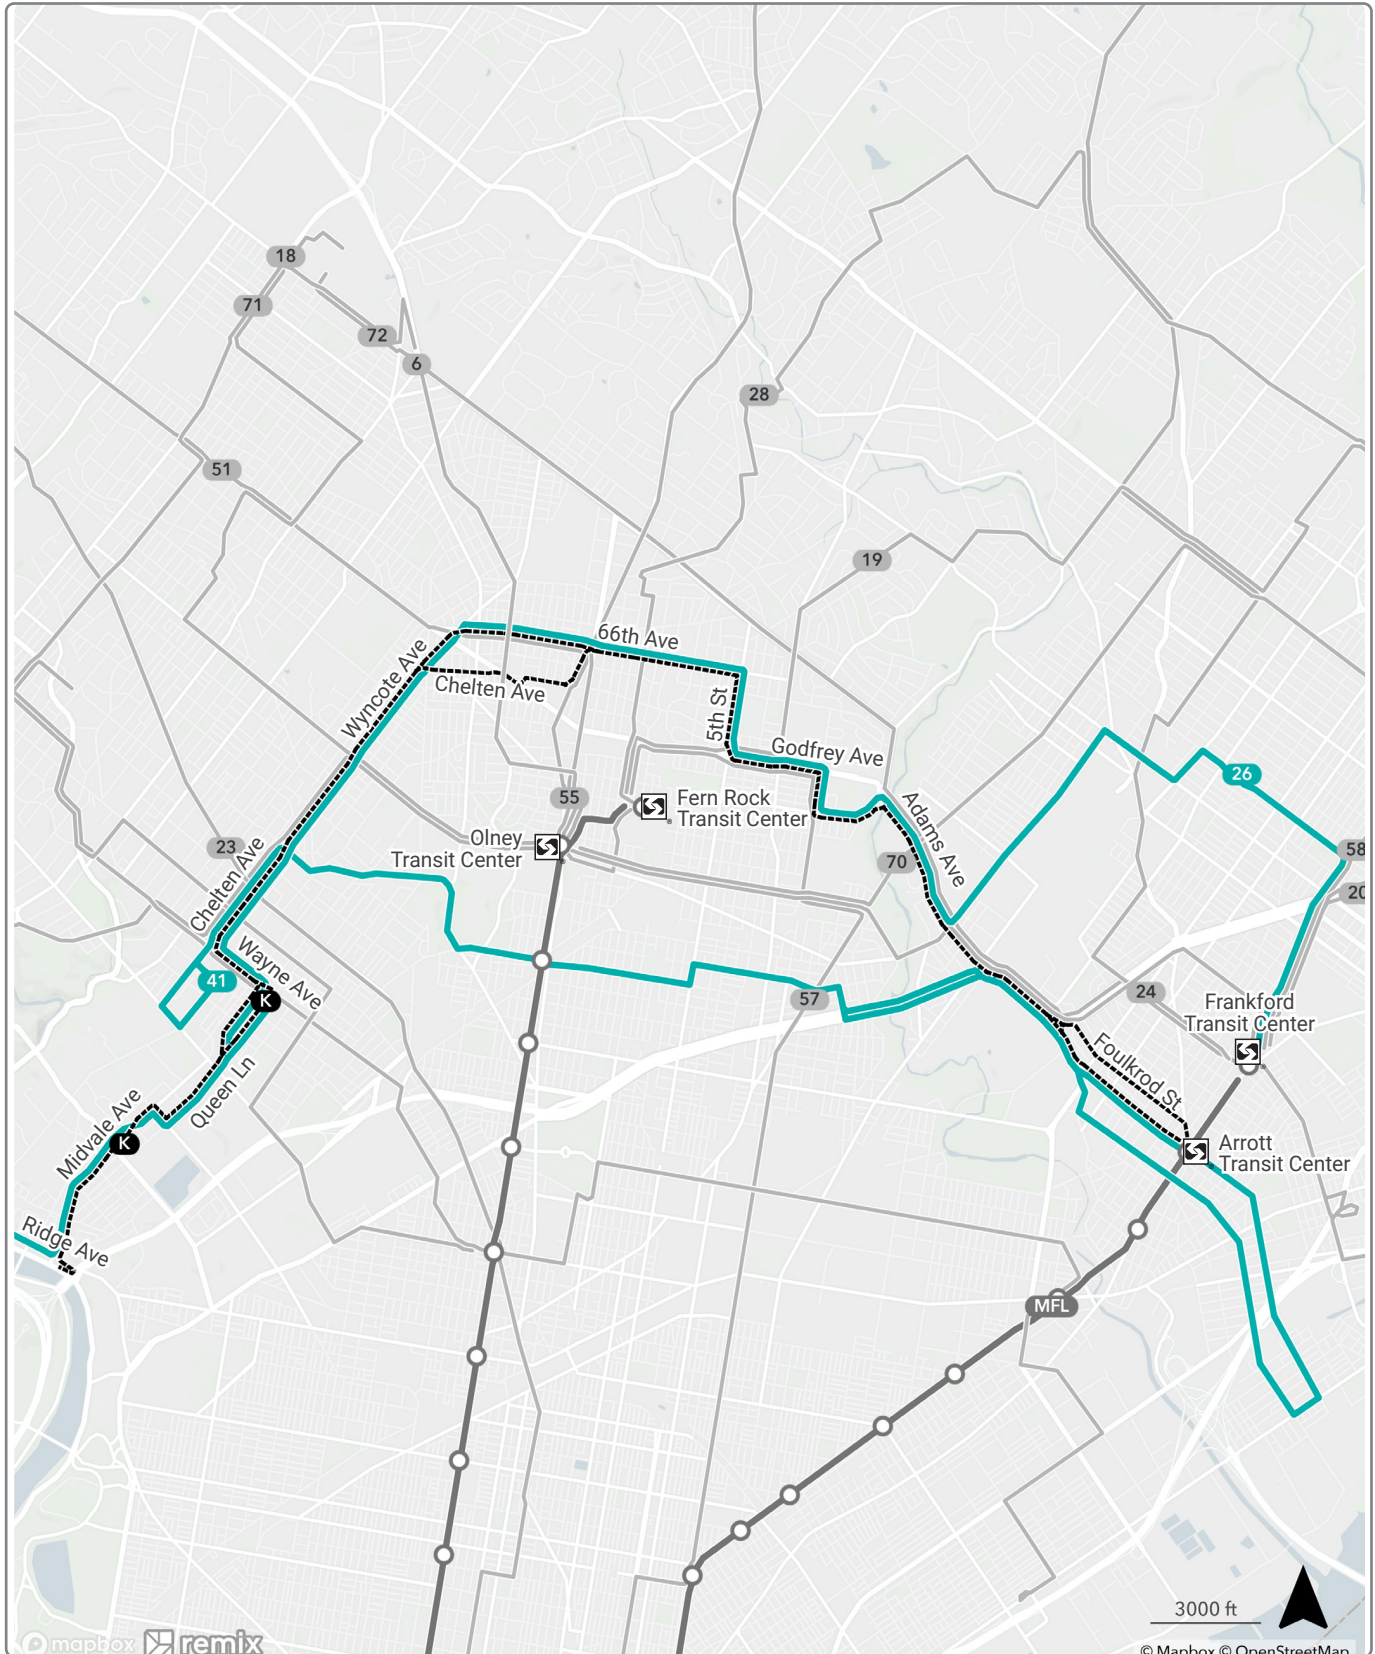 18
71
72
6
28
51
19
66th Ave
Wyncote Ave
Chelten Ave
5th St
Godfrey Ave
26
55
Fern Rock
Transit Center
Adams Ave
Olney
Transit Center
23
58
70
20
Chelten Ave
Wayne Ave
41
K
57
24
Frankford
Transit Center
Foulkrod St
Queen Ln
Midvale Ave
K
Arrott
Transit Center
Ridge Ave
MFL
3000 ft
mapbox
remix
© Mapbox © OpenStreetMap